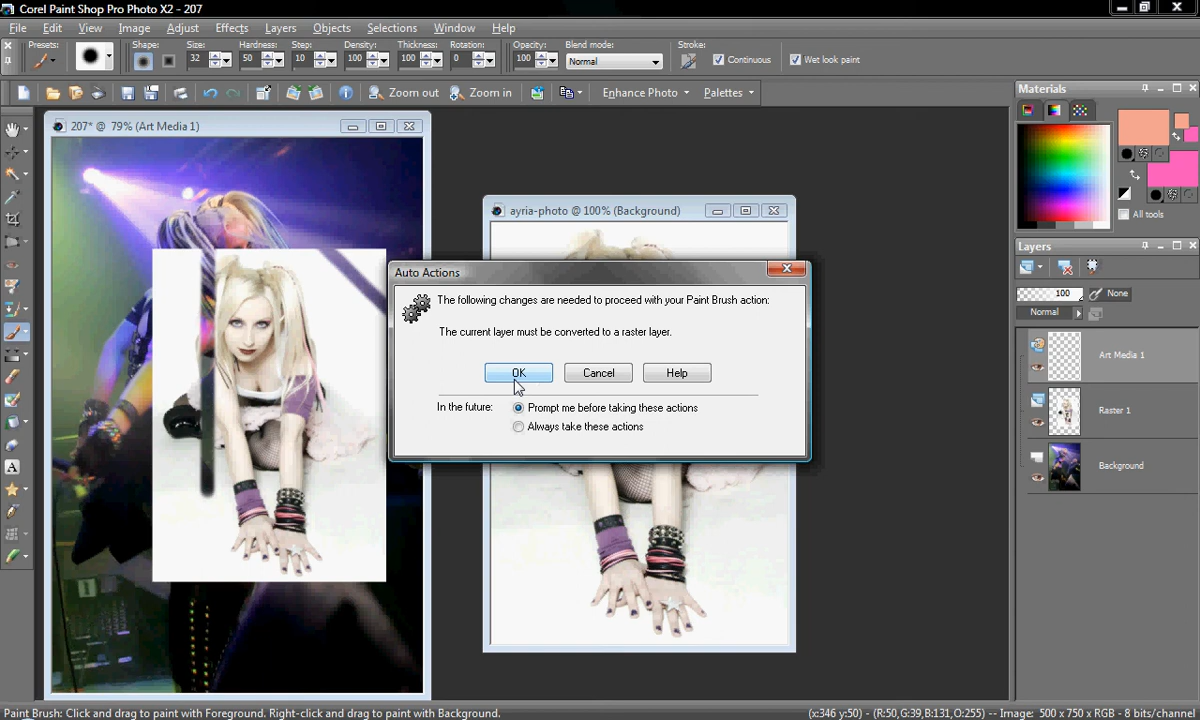 Corel Paint Shop Pro Photo X2 - 207
File Edit View Image Adjust Effects Layers Objects Selections Window Help
Presets: Shape: Size: Hardness: Step: Density: Thickness: Rotation: Opacity: Blend mode: Stroke:
32 50 10 100 100 0 100 Normal Continuous Wet look paint
Zoom out Zoom in Enhance Photo Palettes
Materials
All tools
207* @ 79% (Art Media 1)
ayria-photo @ 100% (Background)
Auto Actions
The following changes are needed to proceed with your Paint Brush action:
The current layer must be converted to a raster layer.
OK Cancel Help
In the future: Prompt me before taking these actions
Always take these actions
Layers
100 None
Normal
Art Media 1
Raster 1
Background
A
Paint Brush: Click and drag to paint with Foreground. Right-click and drag to paint with Background.
(x:346 y:50) - (R:50,G:39,B:131,O:255) -- Image: 500 x 750 x RGB - 8 bits/channel